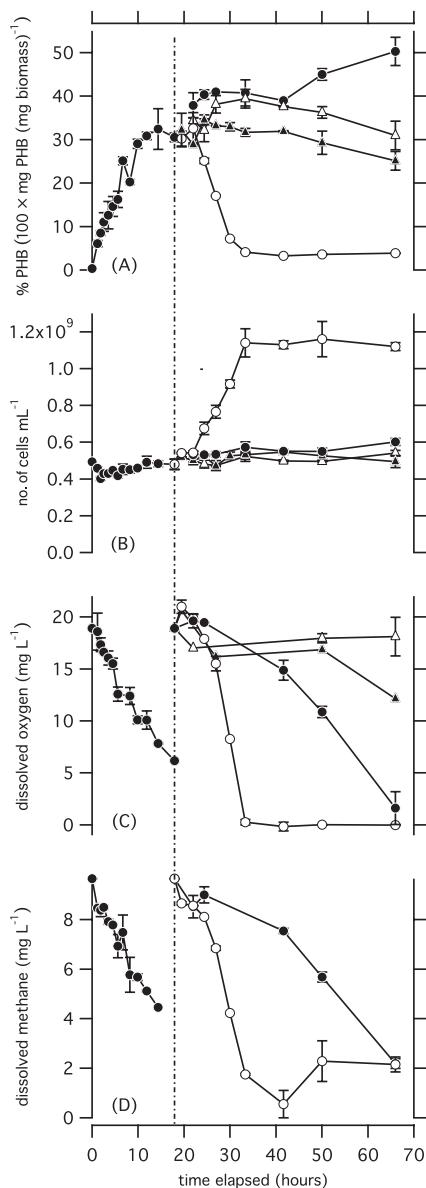 % PHB (100 × mg PHB (mg biomass)⁻¹
50
40
30
20
10
0
(A)
no. of cells mL⁻¹
1.2x10⁹
1.0
0.8
0.6
0.4
0.2
0.0
(B)
dissolved oxygen (mg L⁻¹)
20
15
10
5
0
(C)
dissolved methane (mg L⁻¹)
8
6
4
2
0
(D)
0 10 20 30 40 50 60 70
time elapsed (hours)